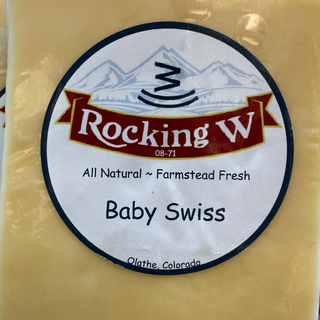 W
Rocking W
08-71
All Natural ~ Farmstead Fresh
Baby Swiss
Olathe, Colorado